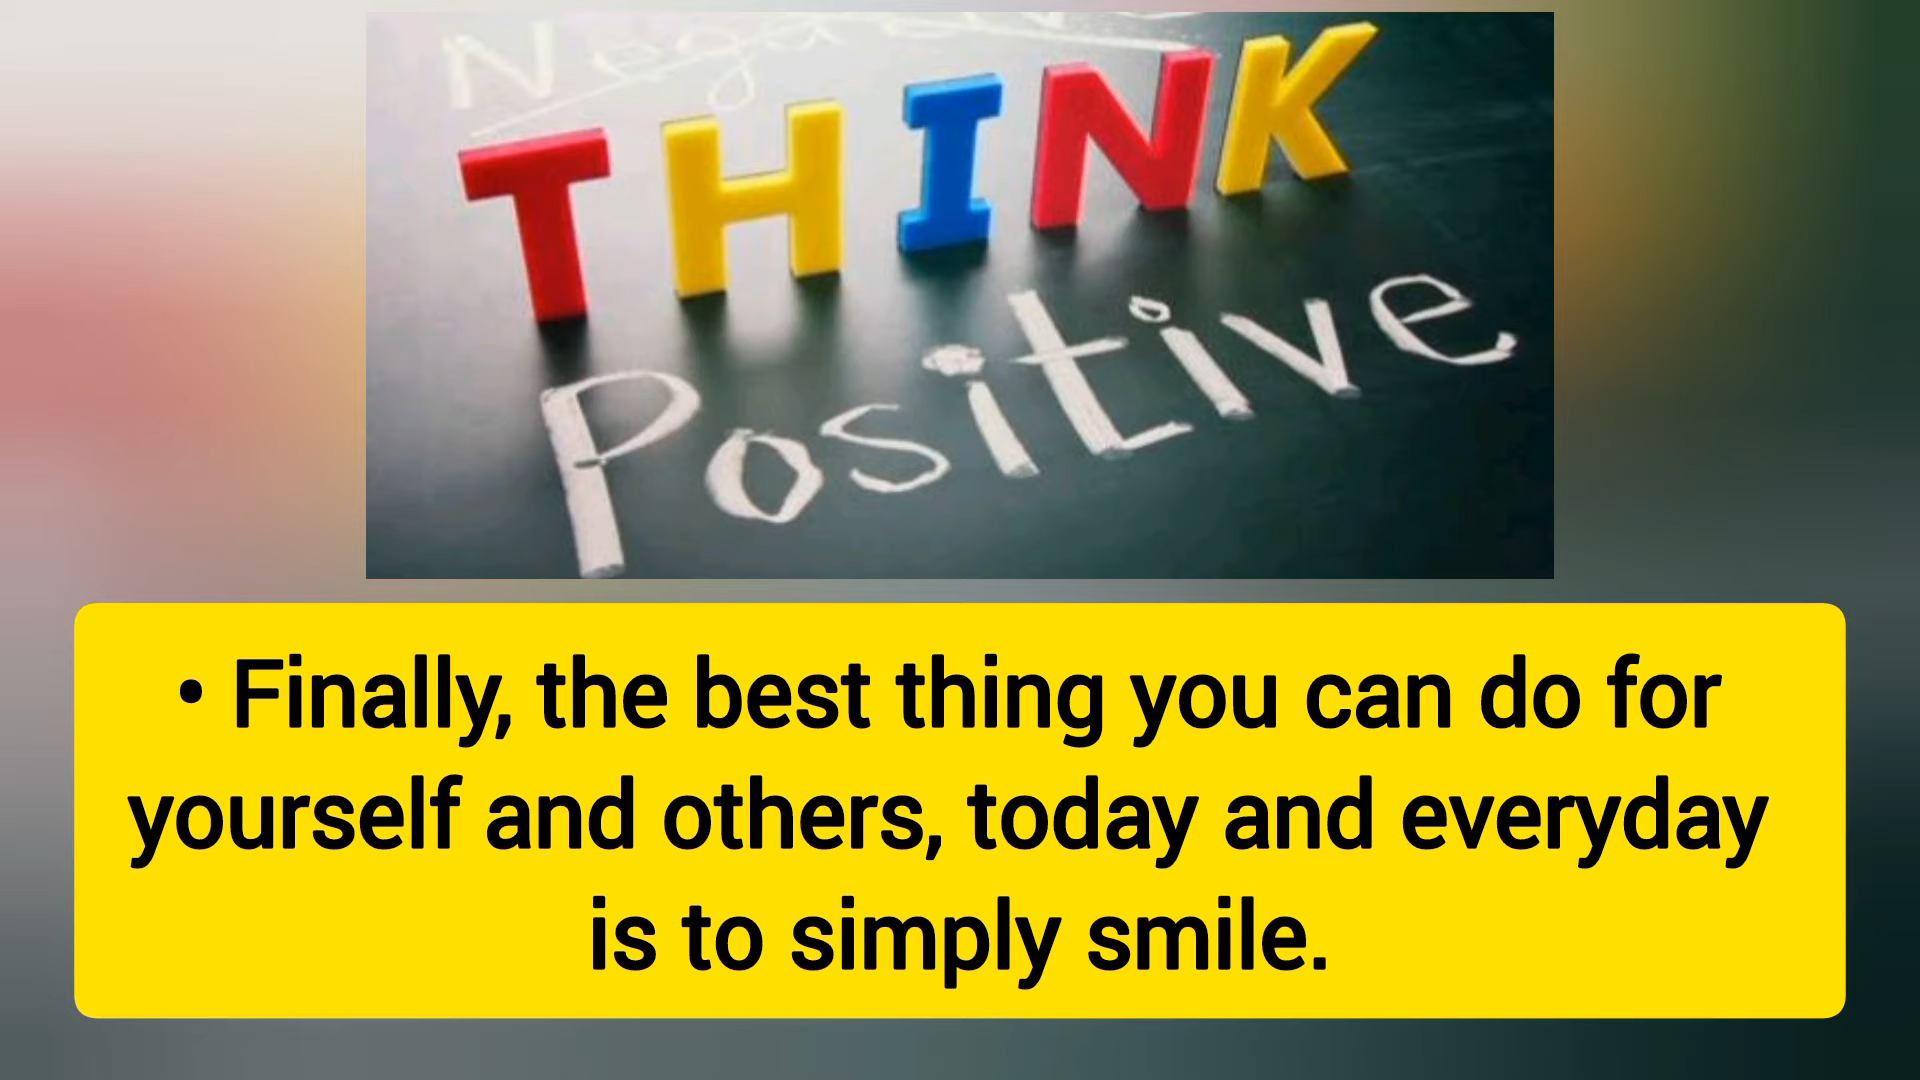 THINK
Positive
• Finally, the best thing you can do for
yourself and others, today and everyday
is to simply smile.